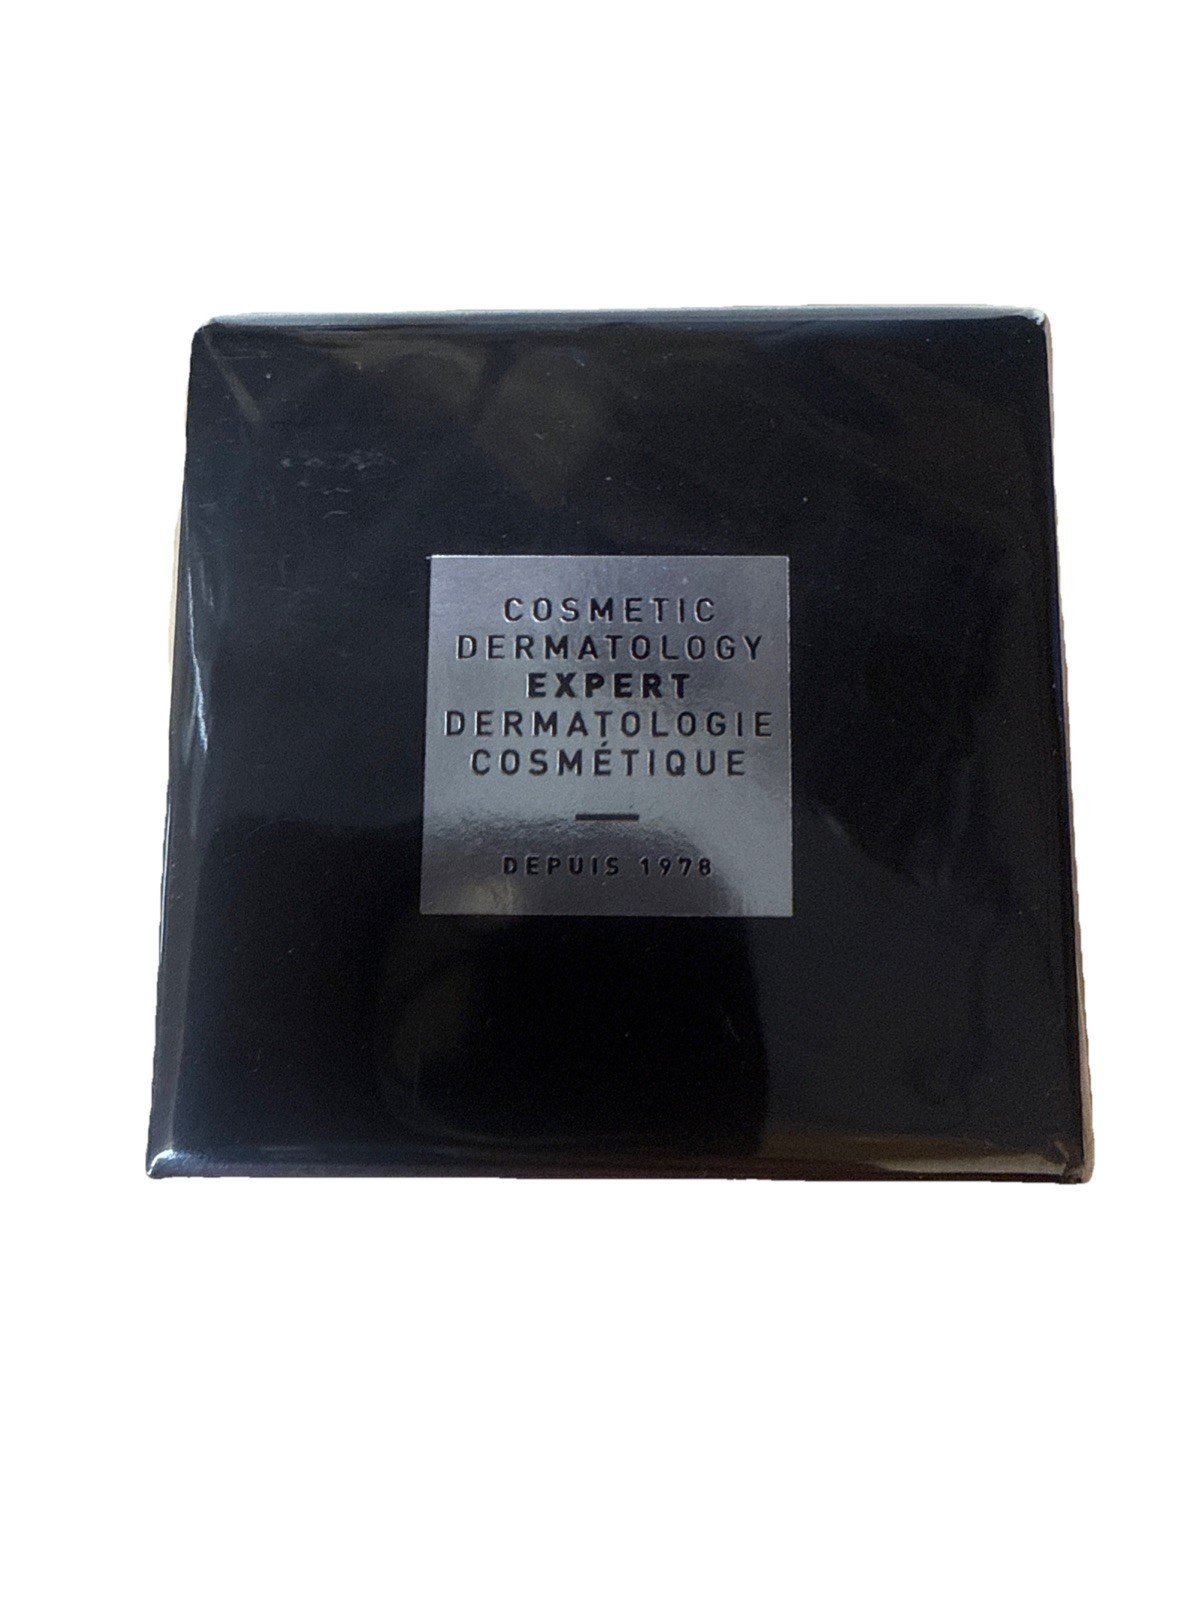 COSMETIC
DERMATOLOGY
EXPERT
DERMATOLOGIE
COSMÉTIQUE
DEPUIS 1978